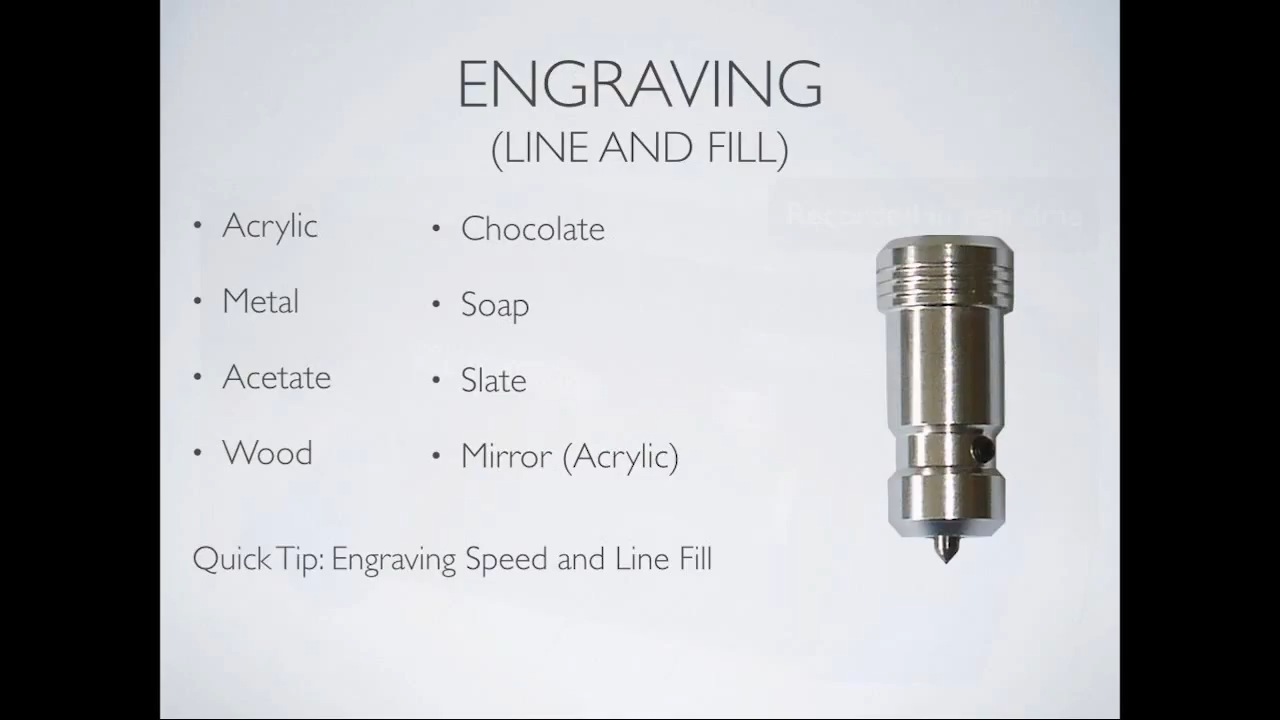 ENGRAVING
(LINE AND FILL)
• Acrylic
• Metal
• Acetate
• Wood
• Chocolate
• Soap
• Slate
• Mirror (Acrylic)
Quick Tip: Engraving Speed and Line Fill